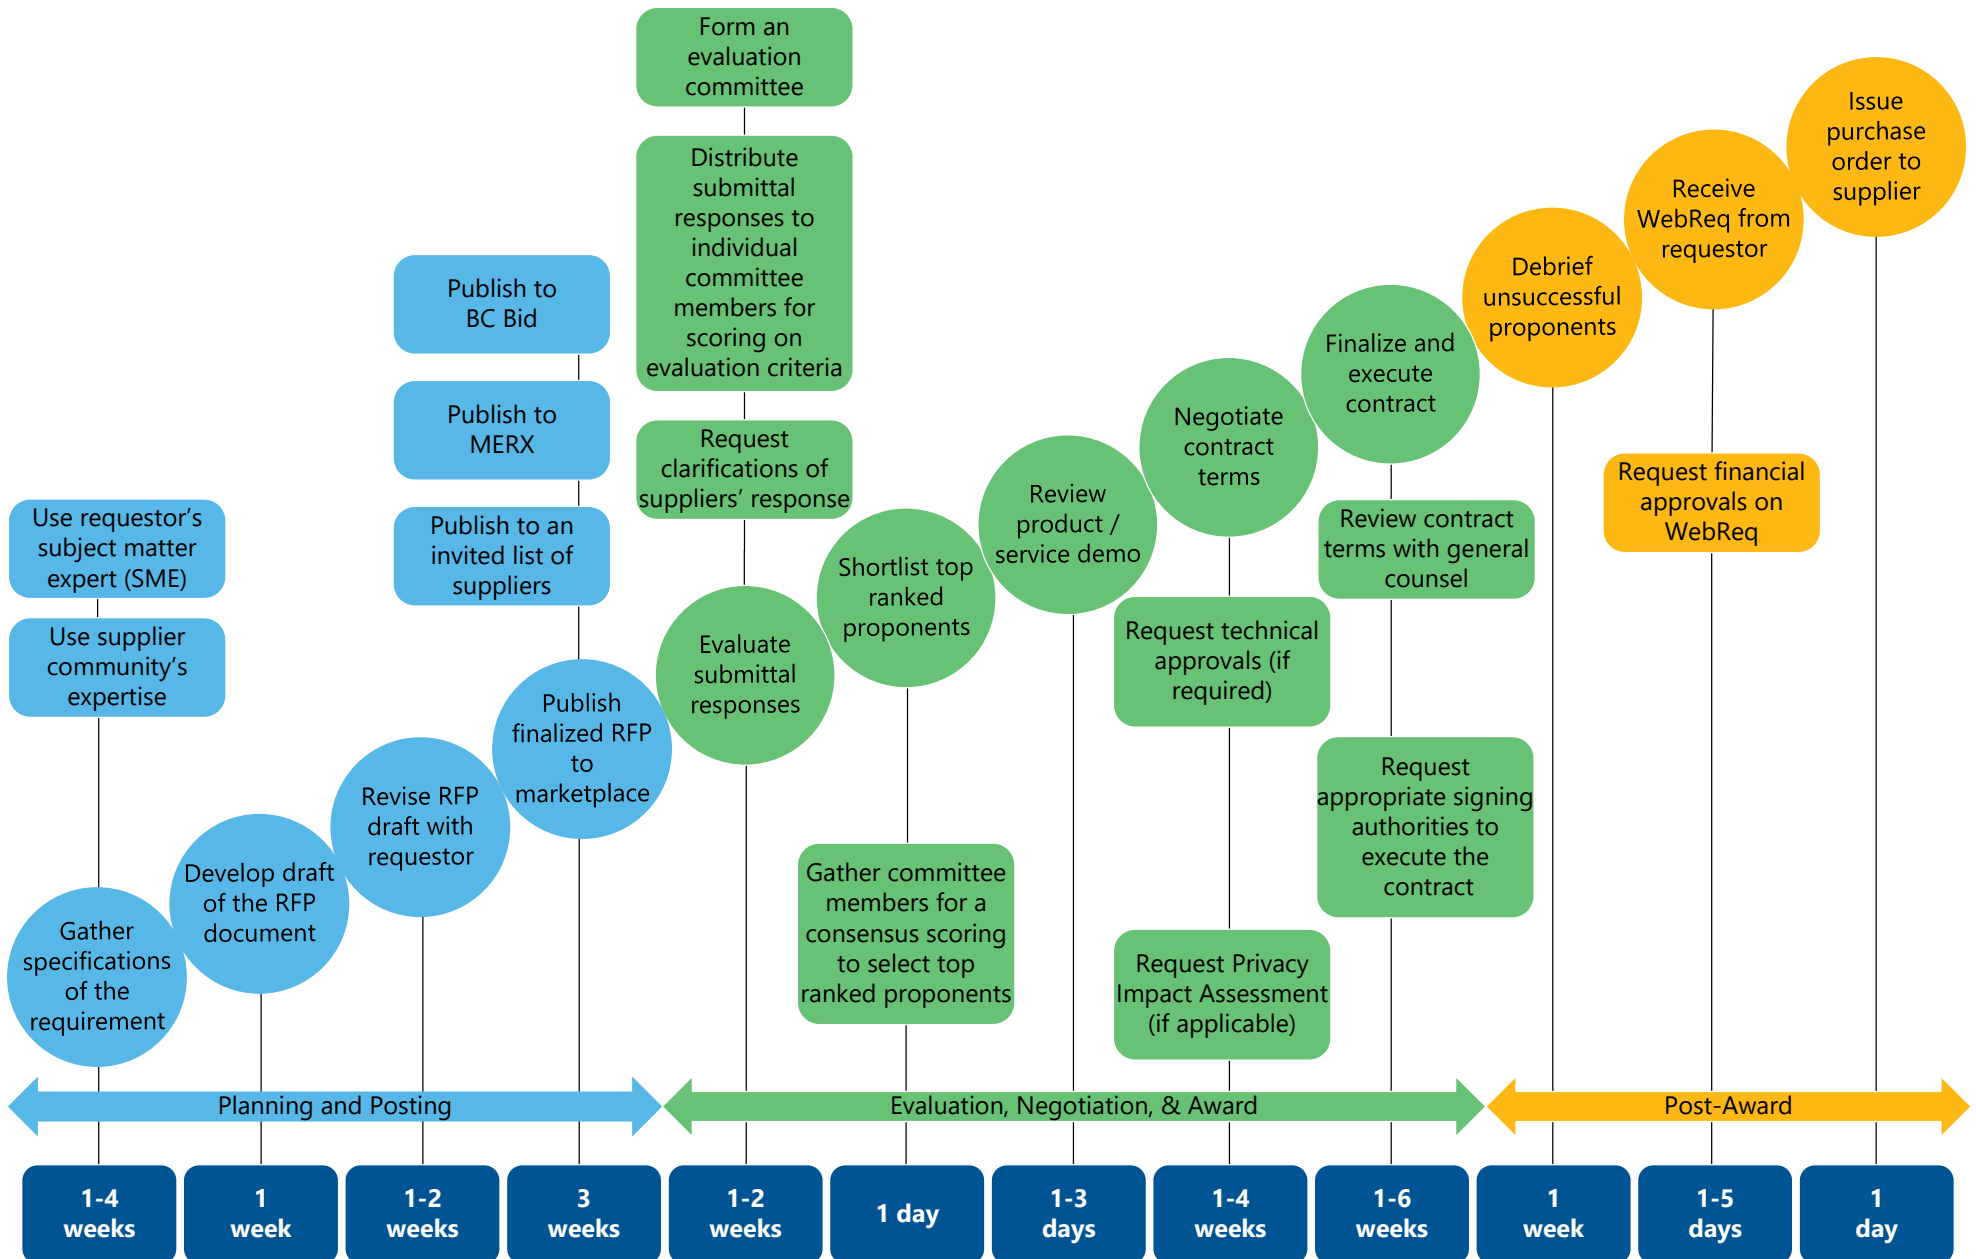 Form an
evaluation
committee
Distribute
submittal
responses to
individual
committee
members for
scoring on
evaluation criteria
Request
clarifications of
suppliers’ response
Publish to
BC Bid
Publish to
MERX
Publish to an
invited list of
suppliers
Use requestor’s
subject matter
expert (SME)
Use supplier
community’s
expertise
Gather
specifications
of the
requirement
Develop draft
of the RFP
document
Revise RFP
draft with
requestor
Publish
finalized RFP
to
marketplace
Evaluate
submittal
responses
Shortlist top
ranked
proponents
Gather committee
members for a
consensus scoring
to select top
ranked proponents
Review
product /
service demo
Negotiate
contract
terms
Request technical
approvals (if
required)
Request Privacy
Impact Assessment
(if applicable)
Finalize and
execute
contract
Review contract
terms with general
counsel
Request
appropriate signing
authorities to
execute the
contract
Debrief
unsuccessful
proponents
Receive
WebReq from
requestor
Request financial
approvals on
WebReq
Issue
purchase
order to
supplier
Planning and Posting
Evaluation, Negotiation, & Award
Post-Award
1-4
weeks
1
week
1-2
weeks
3
weeks
1-2
weeks
1 day
1-3
days
1-4
weeks
1-6
weeks
1
week
1-5
days
1
day